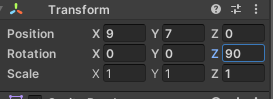 Transform
Position X 9 Y 7 Z 0
Rotation X 0 Y 0 Z 90
Scale X 1 Y 1 Z 1